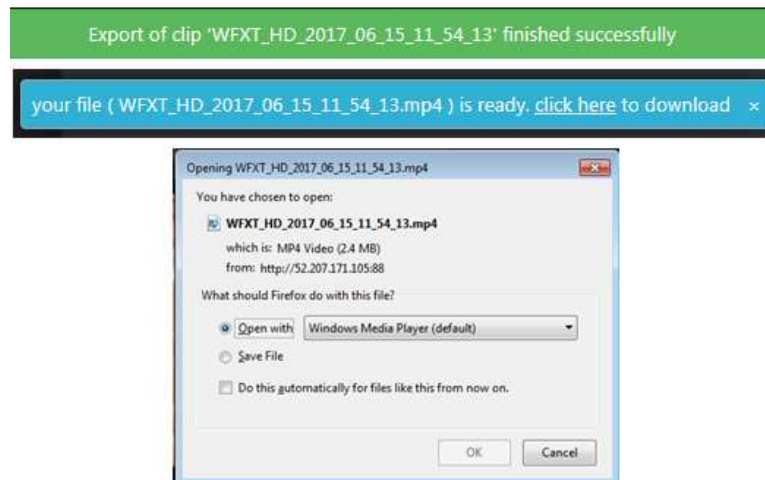 Export of clip 'WFXT_HD_2017_06_15_11_54_13' finished successfully
your file ( WFXT_HD_2017_06_15_11_54_13.mp4 ) is ready. click here to download ×
Opening WFXT_HD_2017_06_15_11_54_13.mp4
You have chosen to open:
WFXT_HD_2017_06_15_11_54_13.mp4
which is: MP4 Video (2.4 MB)
from: http://52.207.171.105:88
What should Firefox do with this file?
Open with Windows Media Player (default)
Save File
Do this automatically for files like this from now on.
OK Cancel